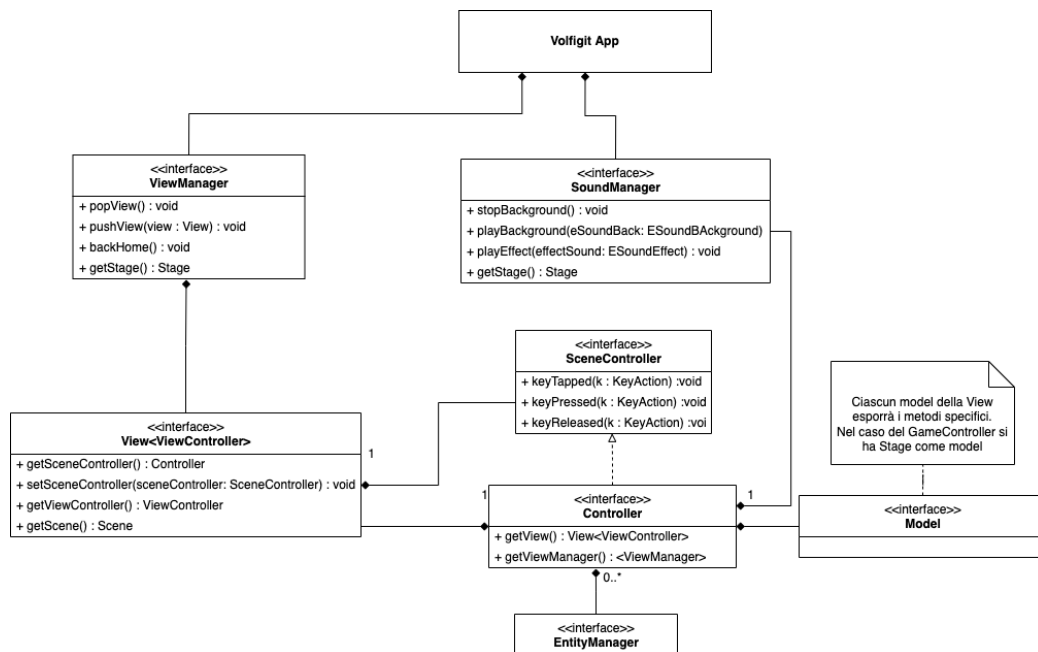 Volfigit App
<<interface>>
ViewManager
+ popView() : void
+ pushView(view : View) : void
+ backHome() : void
+ getStage() : Stage
<<interface>>
SoundManager
+ stopBackground() : void
+ playBackground(eSoundBack: ESoundBAckground)
+ playEffect(effectSound: ESoundEffect) : void
+ getStage() : Stage
<<interface>>
SceneController
+ keyTapped(k : KeyAction) :void
+ keyPressed(k : KeyAction) :void
+ keyReleased(k : KeyAction) :voi
Ciascun model della View
esporrà i metodi specifici.
Nel caso del GameController si
ha Stage come model
<<interface>>
View<ViewController>
+ getSceneController() : Controller
+ setSceneController(sceneController: SceneController) : void
+ getViewController() : ViewController
+ getScene() : Scene
1
1
<<interface>>
Controller
+ getView() : View<ViewController>
+ getViewManager() : <ViewManager>
1
0..*
<<interface>>
Model
<<interface>>
EntityManager